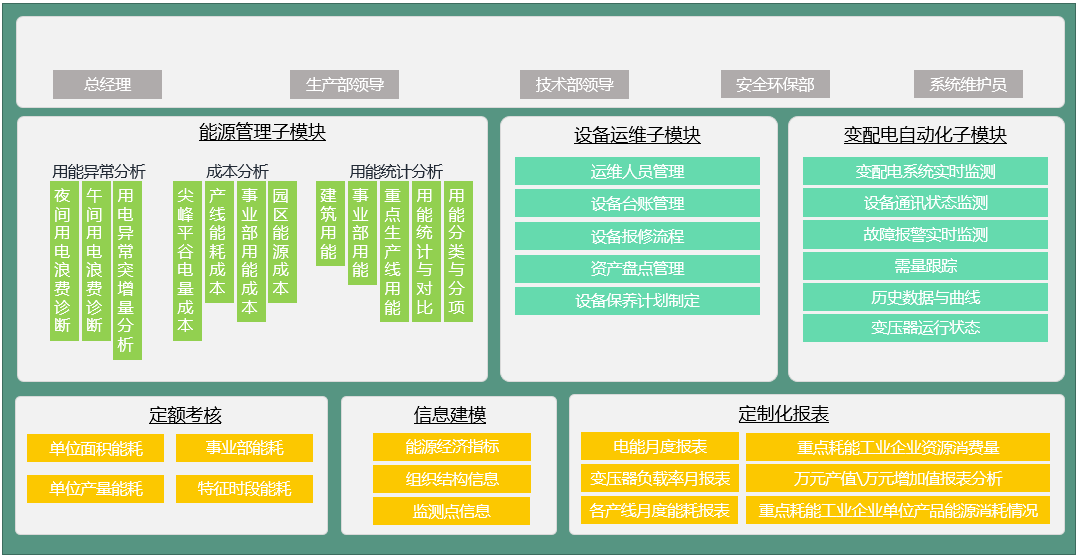 总经理
生产部领导
技术部领导
安全环保部
系统维护员
能源管理子模块
用能异常分析
夜间用电浪费诊断
午间用电浪费诊断
用电异常突增量分析
成本分析
尖峰平谷电量成本
产线能耗成本
事业部用能成本
园区能源成本
用能统计分析
建筑用能
事业部用能
重点生产线用能
用能统计与对比
用能分类与分项
设备运维子模块
运维人员管理
设备台账管理
设备报修流程
资产盘点管理
设备保养计划制定
变配电自动化子模块
变配电系统实时监测
设备通讯状态监测
故障报警实时监测
需量跟踪
历史数据与曲线
变压器运行状态
定额考核
单位面积能耗
事业部能耗
单位产量能耗
特征时段能耗
信息建模
能源经济指标
组织结构信息
监测点信息
定制化报表
电能月度报表
重点耗能工业企业资源消费量
变压器负载率月报表
万元产值\万元增加值报表分析
各产线月度能耗报表
重点耗能工业企业单位产品能源消耗情况